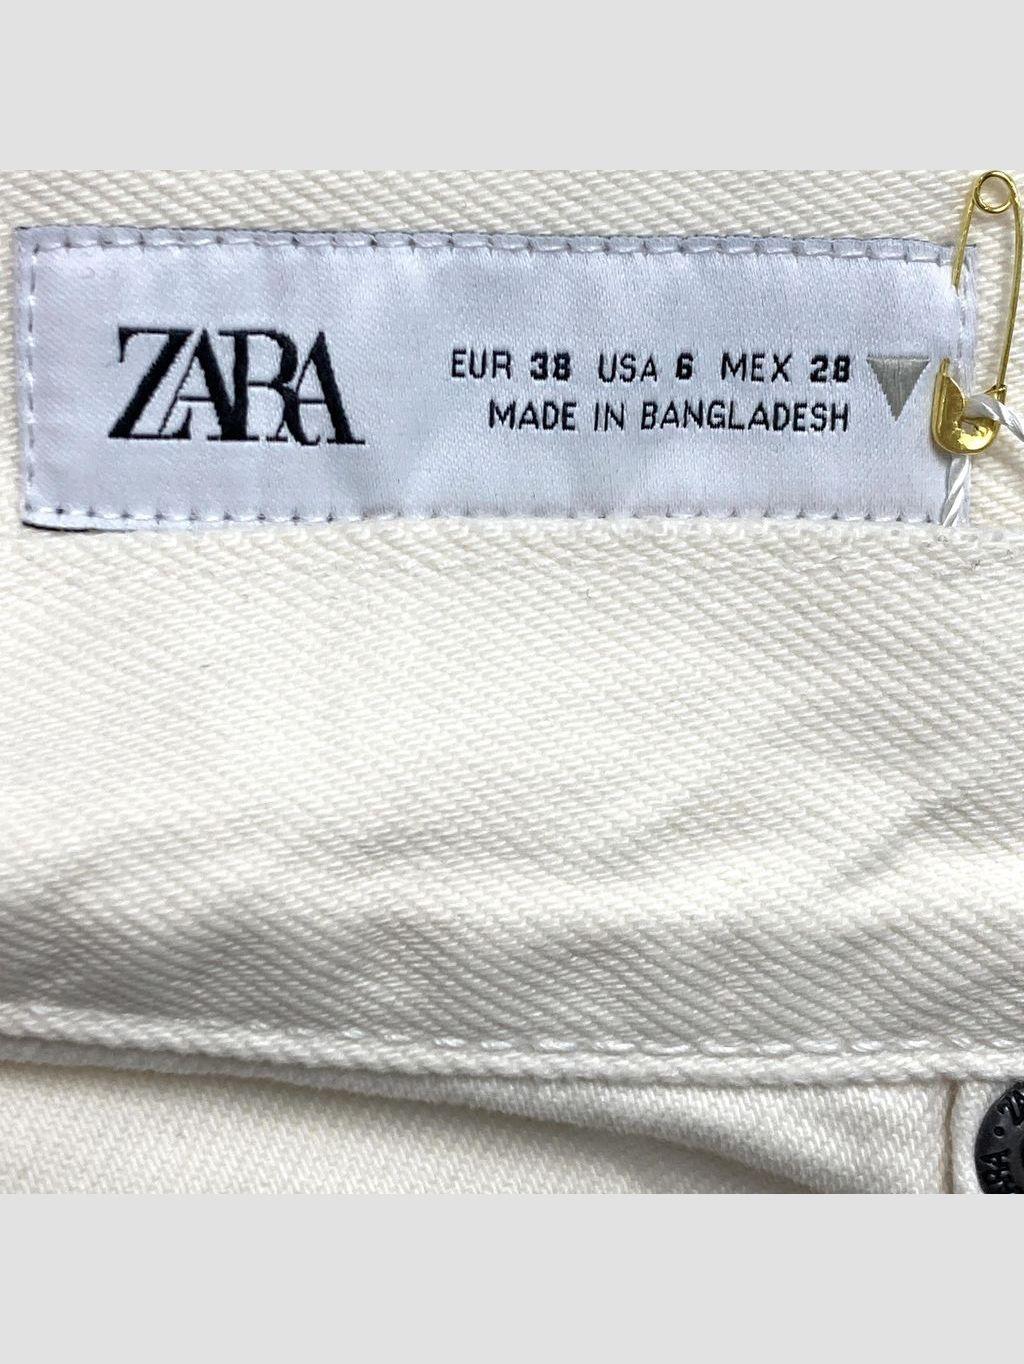 ZARA
EUR 38 USA 6 MEX 28
MADE IN BANGLADESH